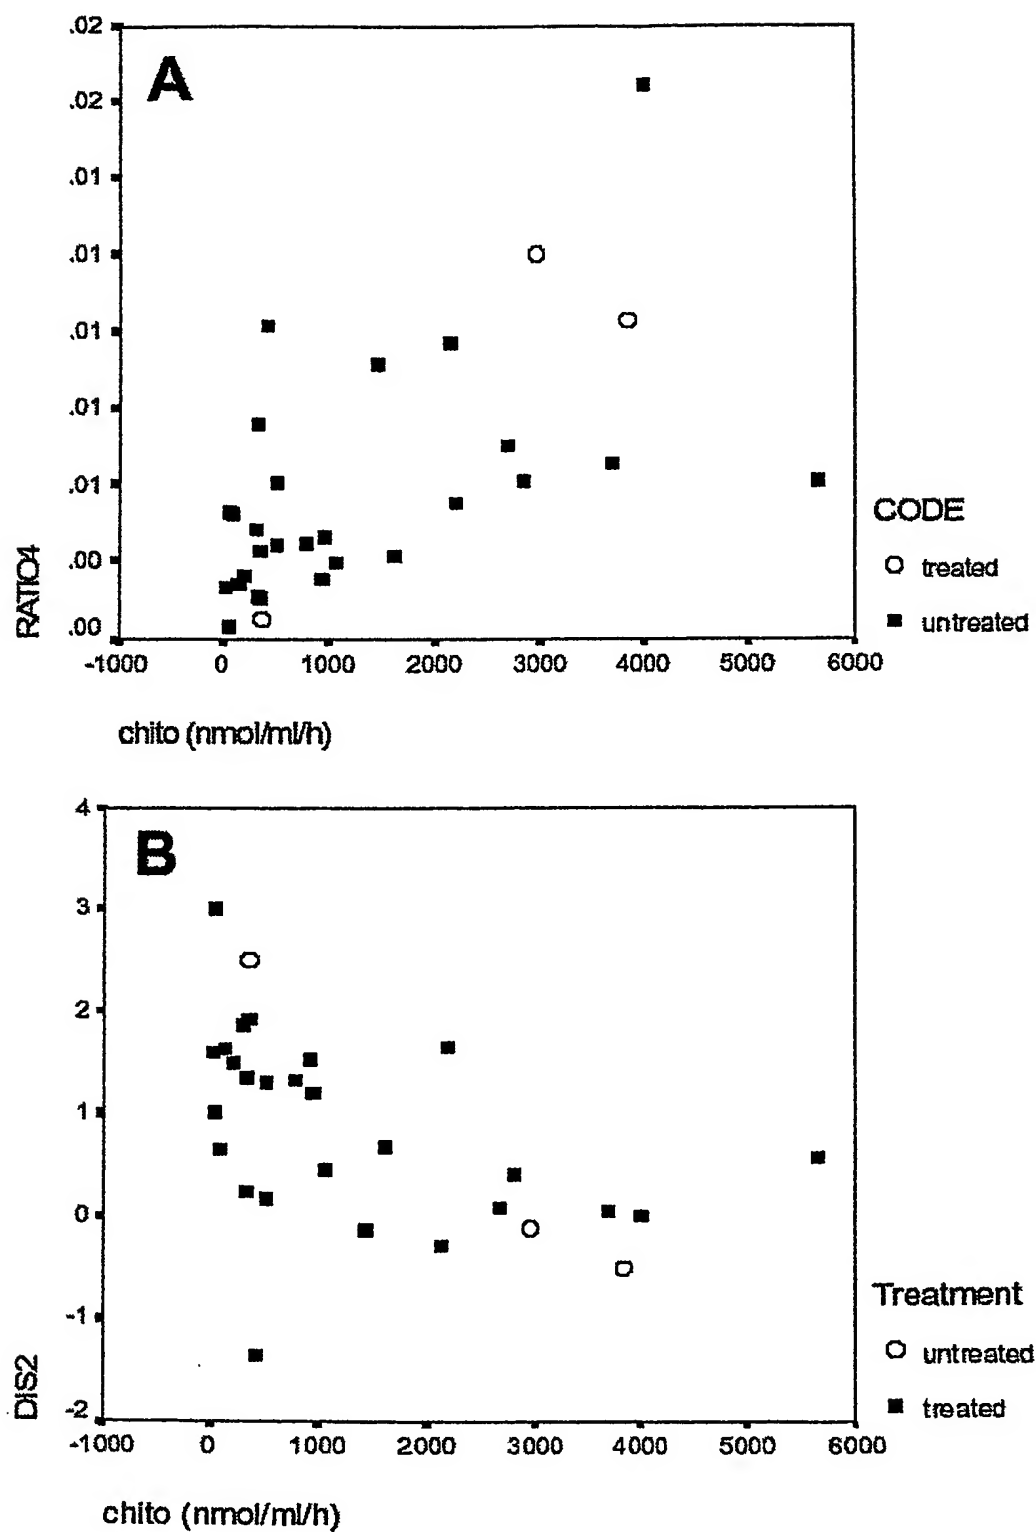 A
.02
.02
.01
.01
.01
.01
.01
.00
.00
RATIO4
-1000 0 1000 2000 3000 4000 5000 6000
chito (nmol/ml/h)
CODE
treated
untreated
B
4
3
2
1
0
-1
-2
DIS2
-1000 0 1000 2000 3000 4000 5000 6000
chito (nmol/ml/h)
Treatment
untreated
treated